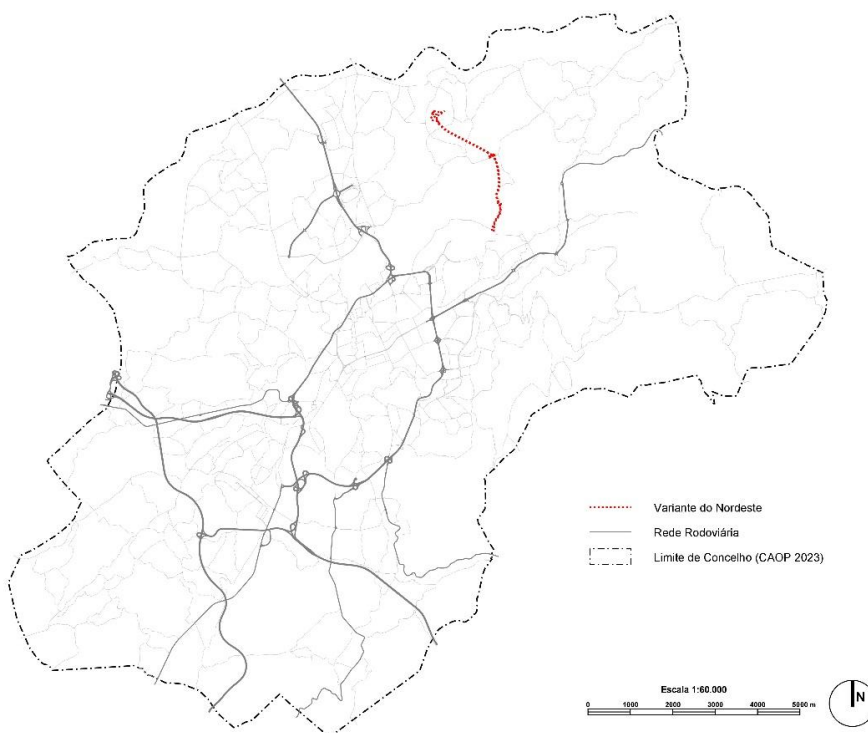 Variante do Nordeste
Rede Rodoviária
Limite de Concelho (CAOP 2023)
Escala 1:60.000
0 1000 2000 3000 4000 5000 m
N